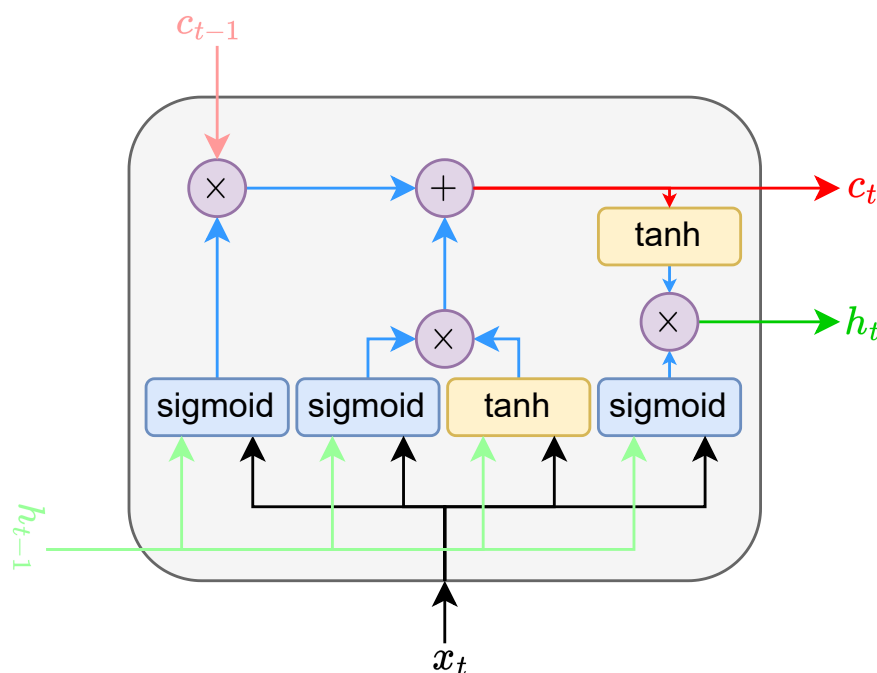 c_{t-1}
× +
c_t
tanh
× × h_t
sigmoid sigmoid tanh sigmoid
h_{t-1}
x_t